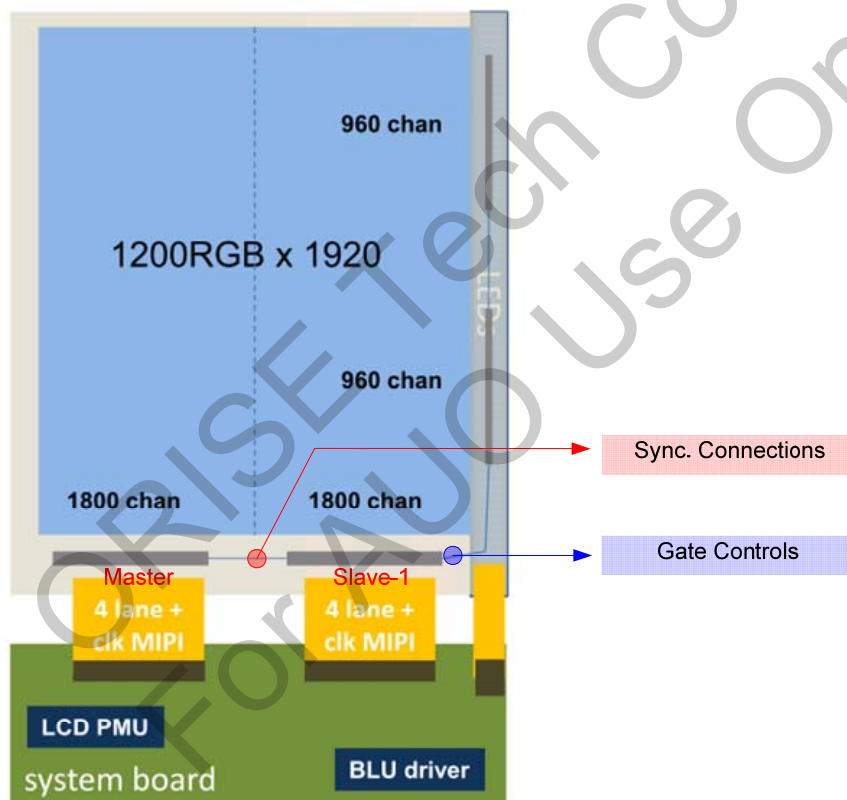 960 chan
1200RGB x 1920
LEDs
960 chan
Sync. Connections
1800 chan
1800 chan
Gate Controls
Master
Slave-1
4 lane +
clk MIPI
4 lane +
clk MIPI
LCD PMU
BLU driver
system board
ORISE Tech Co
For AUO Use On